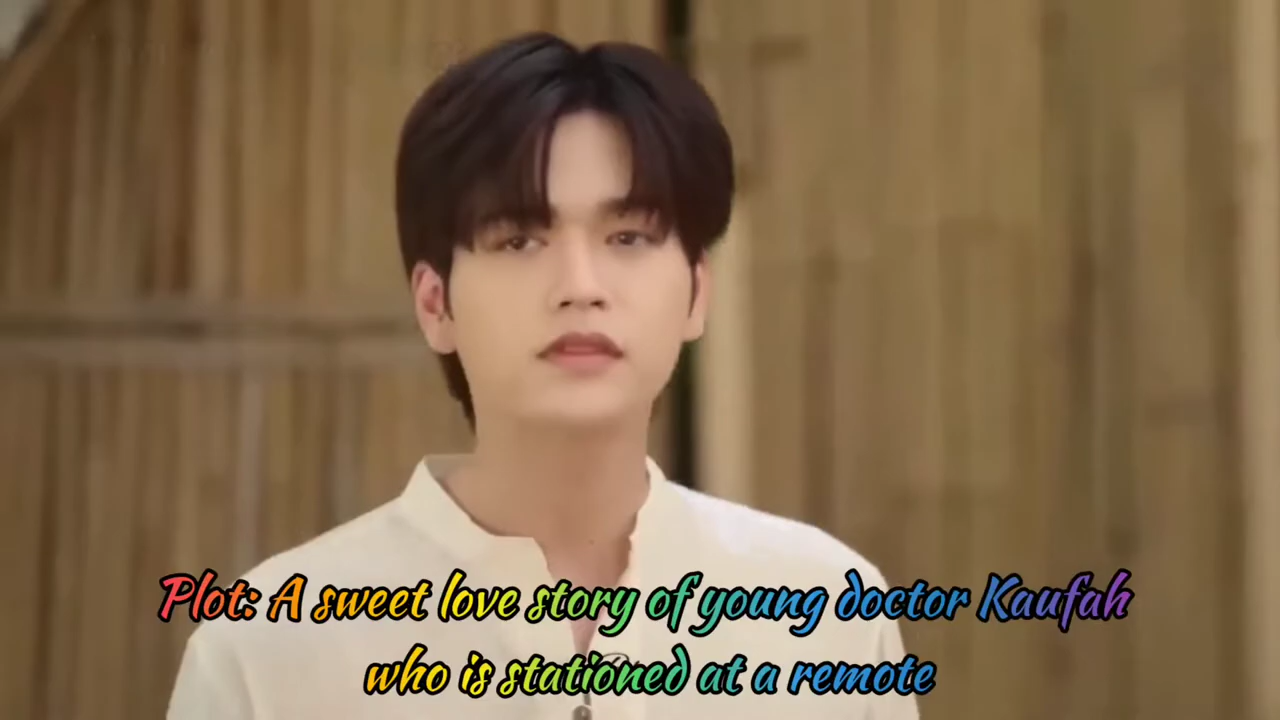 Plot: A sweet love story of young doctor Kaufah
who is stationed at a remote